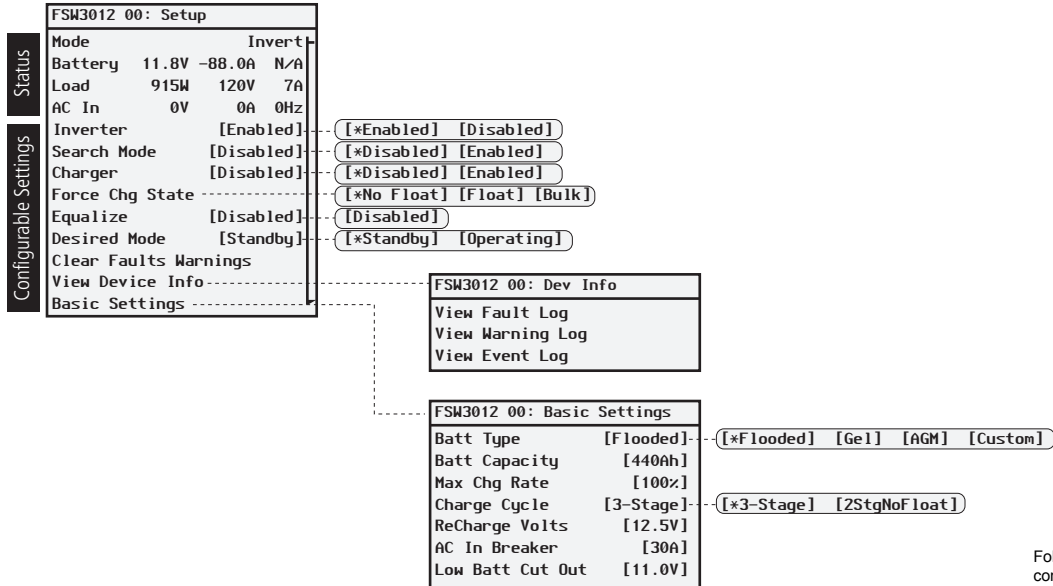 FSW3012 00: Setup
Status
Mode Invert
Battery 11.8V -88.0A N/A
Load 915W 120V 7A
AC In 0V 0A 0Hz
Configurable Settings
Inverter [Enabled] [*Enabled] [Disabled]
Search Mode [Disabled] [*Disabled] [Enabled]
Charger [Disabled] [*Disabled] [Enabled]
Force Chg State [*No Float] [Float] [Bulk]
Equalize [Disabled] [Disabled]
Desired Mode [Standby] [*Standby] [Operating]
Clear Faults Warnings
View Device Info
Basic Settings
FSW3012 00: Dev Info
View Fault Log
View Warning Log
View Event Log
FSW3012 00: Basic Settings
Batt Type [Flooded] [*Flooded] [Gel] [AGM] [Custom]
Batt Capacity [440Ah]
Max Chg Rate [100%]
Charge Cycle [3-Stage] [*3-Stage] [2StgNoFloat]
ReCharge Volts [12.5V]
AC In Breaker [30A]
Low Batt Cut Out [11.0V]